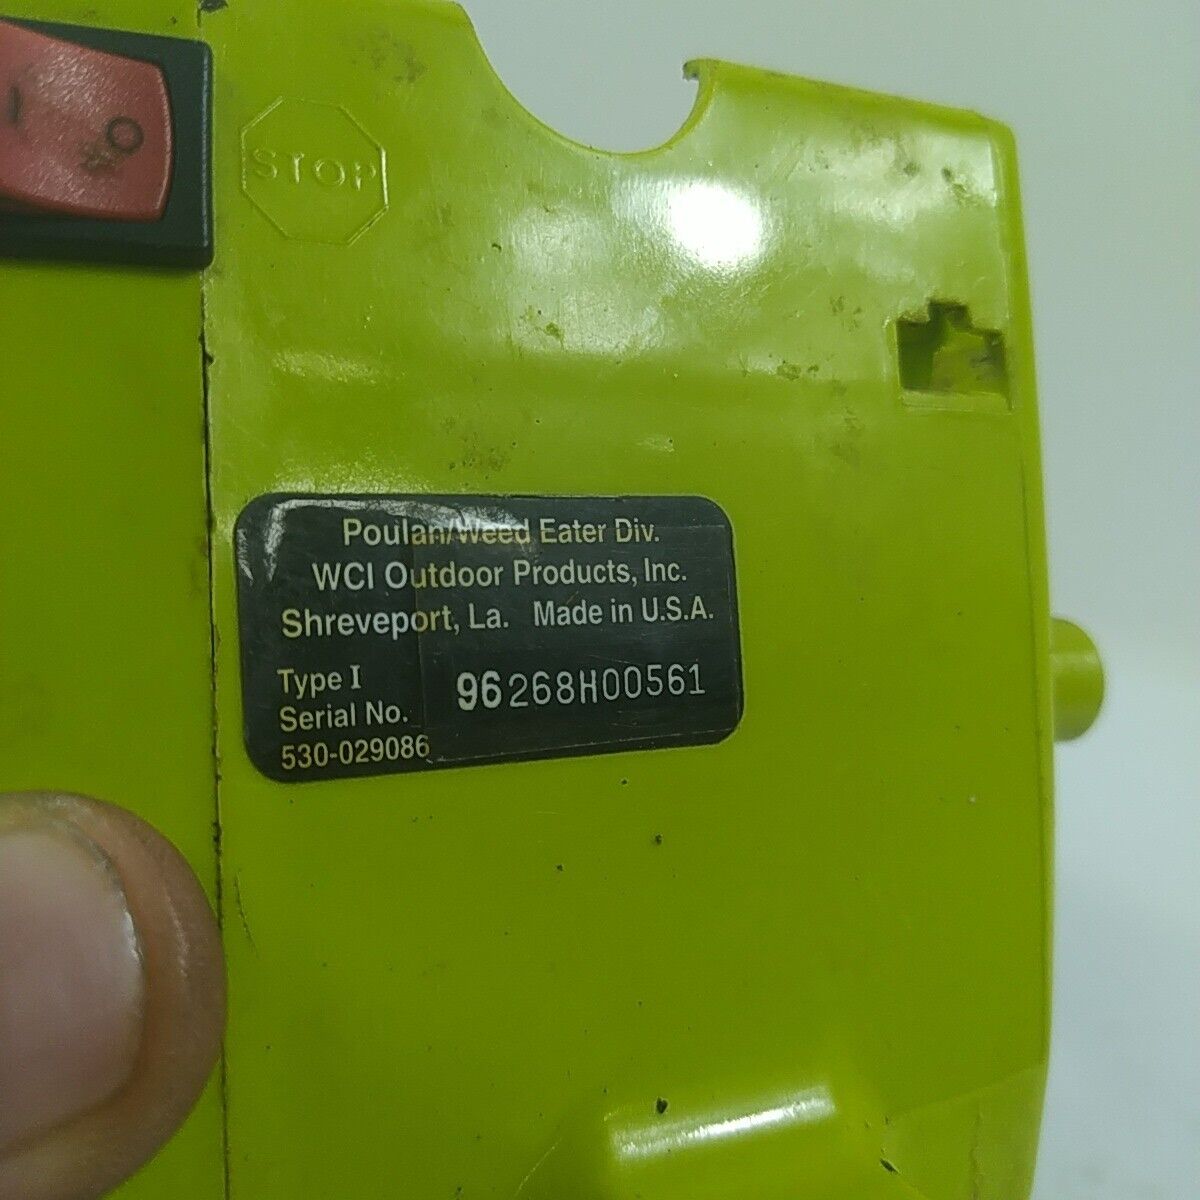 I O
STOP
Poulan/Weed Eater Div.
WCI Outdoor Products, Inc.
Shreveport, La. Made in U.S.A.
Type I
Serial No. 96268H00561
530-029086